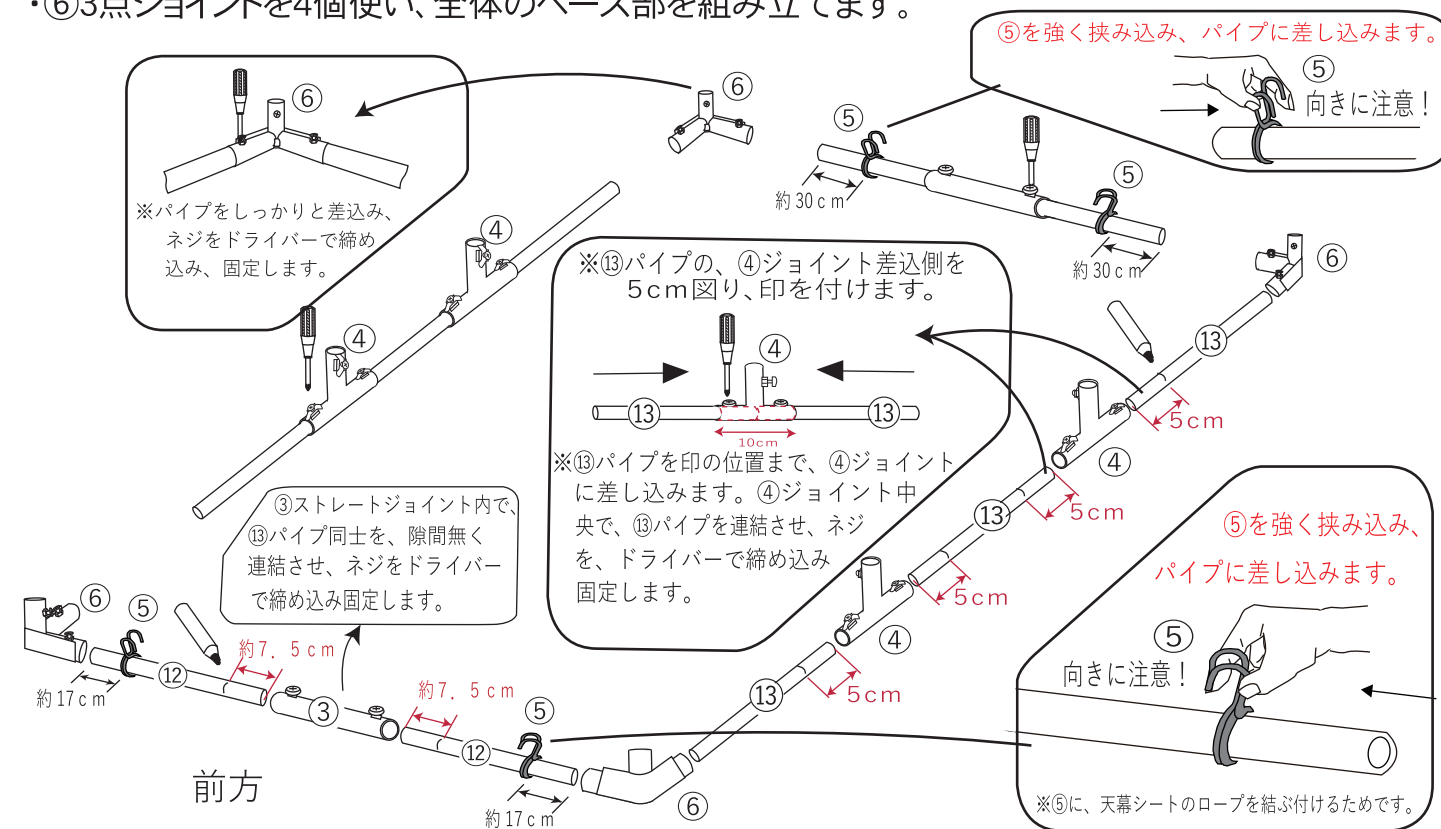 ・⑥3点ジョイントを4個使い、全体のベース部を組み立てます。
⑥
※パイプをしっかりと差込み、
ネジをドライバーで締め
込み、固定します。
⑥
⑤を強く挟み込み、パイプに差し込みます。
⑤
向きに注意！
⑤
約30cm
⑤
約30cm
④
④
※⑬パイプの、④ジョイント差込側を
5cm図り、印を付けます。
④
⑬
⑬
10cm
※⑬パイプを印の位置まで、④ジョイント
に差し込みます。④ジョイント中
央で、⑬パイプを連結させ、ネジ
を、ドライバーで締め込み
固定します。
⑥
⑬
5cm
④
5cm
⑬
5cm
④
5cm
⑬
③ストレートジョイント内で、
⑬パイプ同士を、隙間無く
連結させ、ネジをドライバー
で締め込み固定します。
⑥
⑤
約7．5cm
⑫
約17cm
③
約7．5cm
⑤
⑫
約17cm
⑥
前方
⑤を強く挟み込み、
パイプに差し込みます。
⑤
向きに注意！
※⑤に、天幕シートのロープを結ぶ付けるためです。